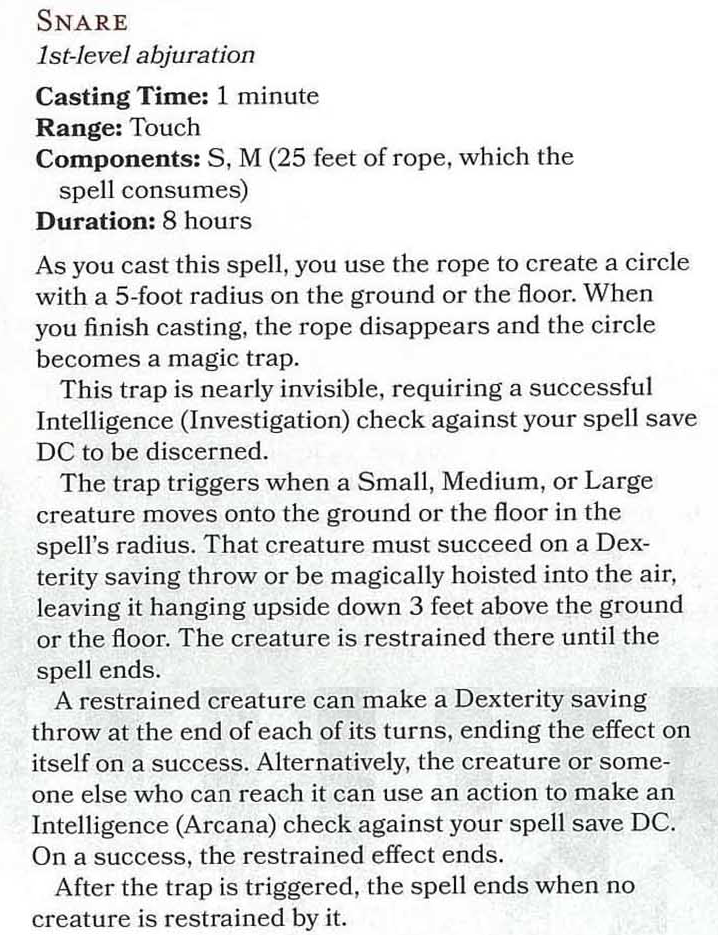 SNARE
1st-level abjuration
Casting Time: 1 minute
Range: Touch
Components: S, M (25 feet of rope, which the
spell consumes)
Duration: 8 hours
As you cast this spell, you use the rope to create a circle
with a 5-foot radius on the ground or the floor. When
you finish casting, the rope disappears and the circle
becomes a magic trap.
This trap is nearly invisible, requiring a successful
Intelligence (Investigation) check against your spell save
DC to be discerned.
The trap triggers when a Small, Medium, or Large
creature moves onto the ground or the floor in the
spell's radius. That creature must succeed on a Dex-
terity saving throw or be magically hoisted into the air,
leaving it hanging upside down 3 feet above the ground
or the floor. The creature is restrained there until the
spell ends.
A restrained creature can make a Dexterity saving
throw at the end of each of its turns, ending the effect on
itself on a success. Alternatively, the creature or some-
one else who can reach it can use an action to make an
Intelligence (Arcana) check against your spell save DC.
On a success, the restrained effect ends.
After the trap is triggered, the spell ends when no
creature is restrained by it.